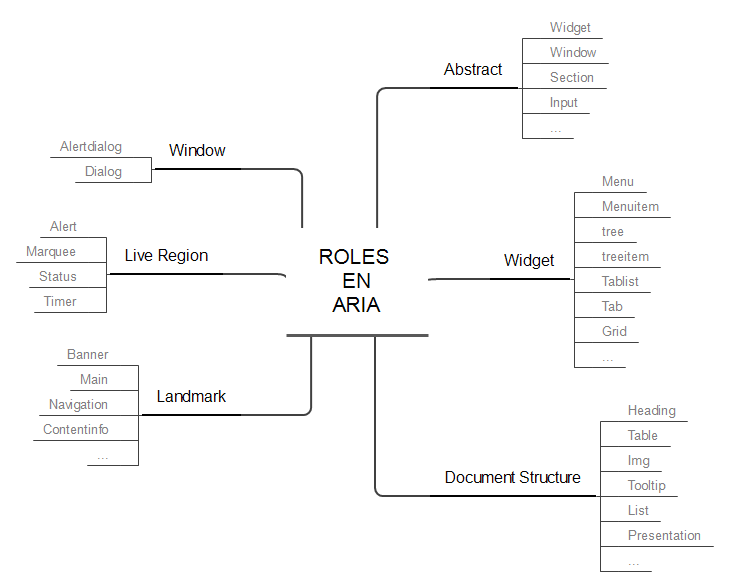 ROLES
EN
ARIA
Abstract
Widget
Window
Section
Input
...
Widget
Menu
Menuitem
tree
treeitem
Tablist
Tab
Grid
...
Document Structure
Heading
Table
Img
Tooltip
List
Presentation
...
Window
Alertdialog
Dialog
Live Region
Alert
Marquee
Status
Timer
Landmark
Banner
Main
Navigation
Contentinfo
...